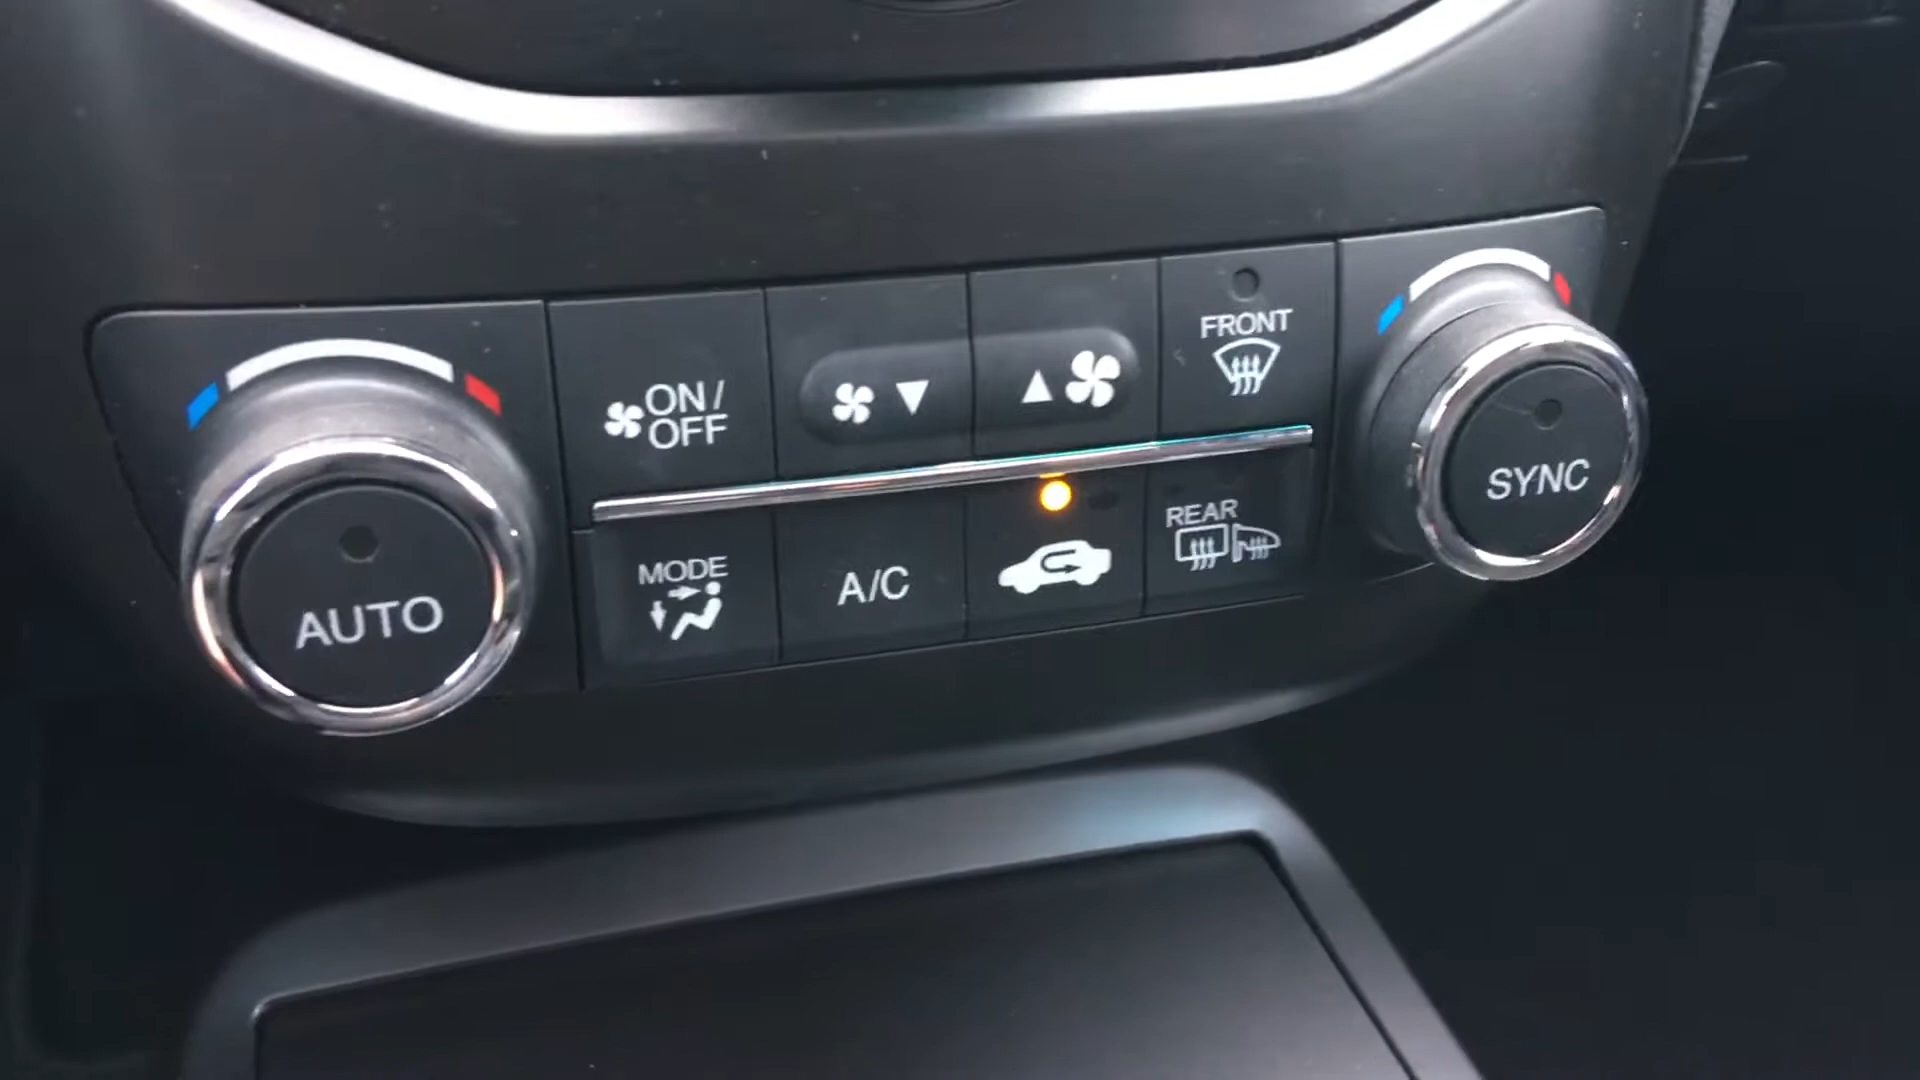 ON/
OFF
FRONT
SYNC
AUTO
MODE
A/C
REAR